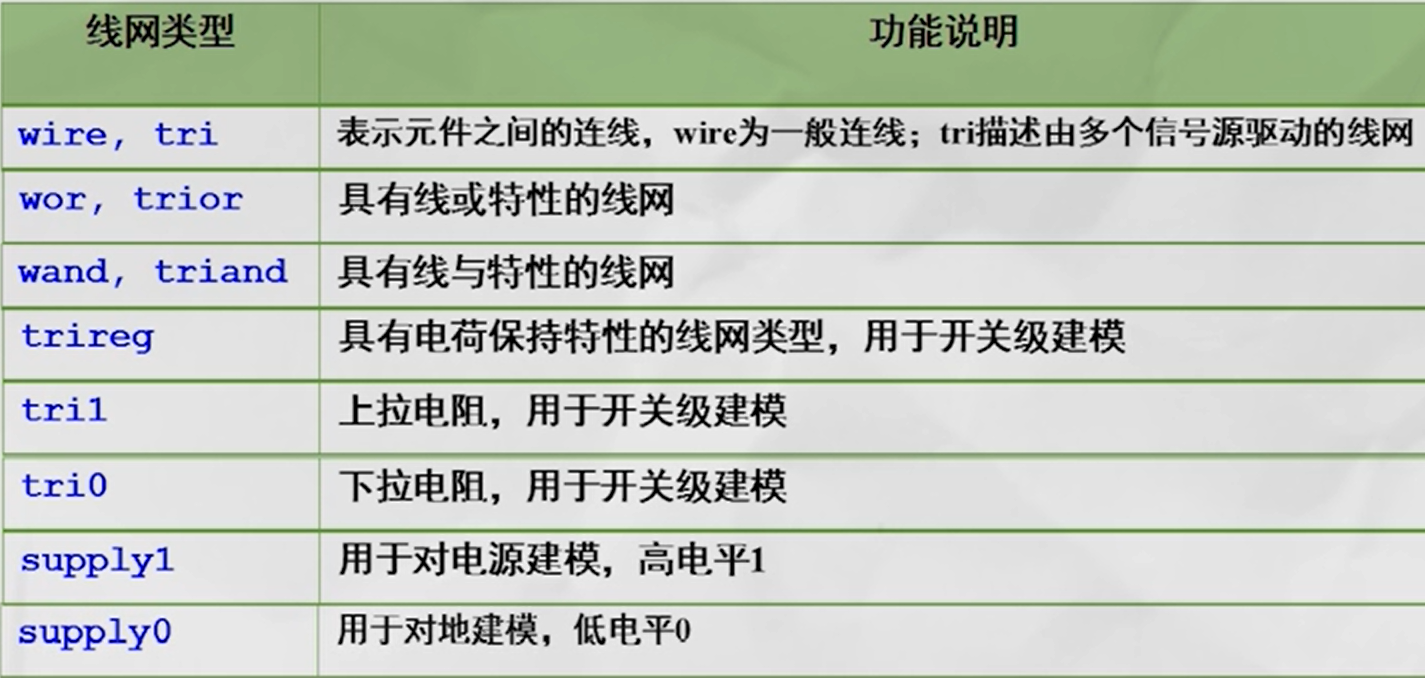 线网类型 功能说明
wire, tri 表示元件之间的连线，wire为一般连线；tri描述由多个信号源驱动的线网
wor, trior 具有线或特性的线网
wand, triand 具有线与特性的线网
trireg 具有电荷保持特性的线网类型，用于开关级建模
tri1 上拉电阻，用于开关级建模
tri0 下拉电阻，用于开关级建模
supply1 用于对电源建模，高电平1
supply0 用于对地建模，低电平0